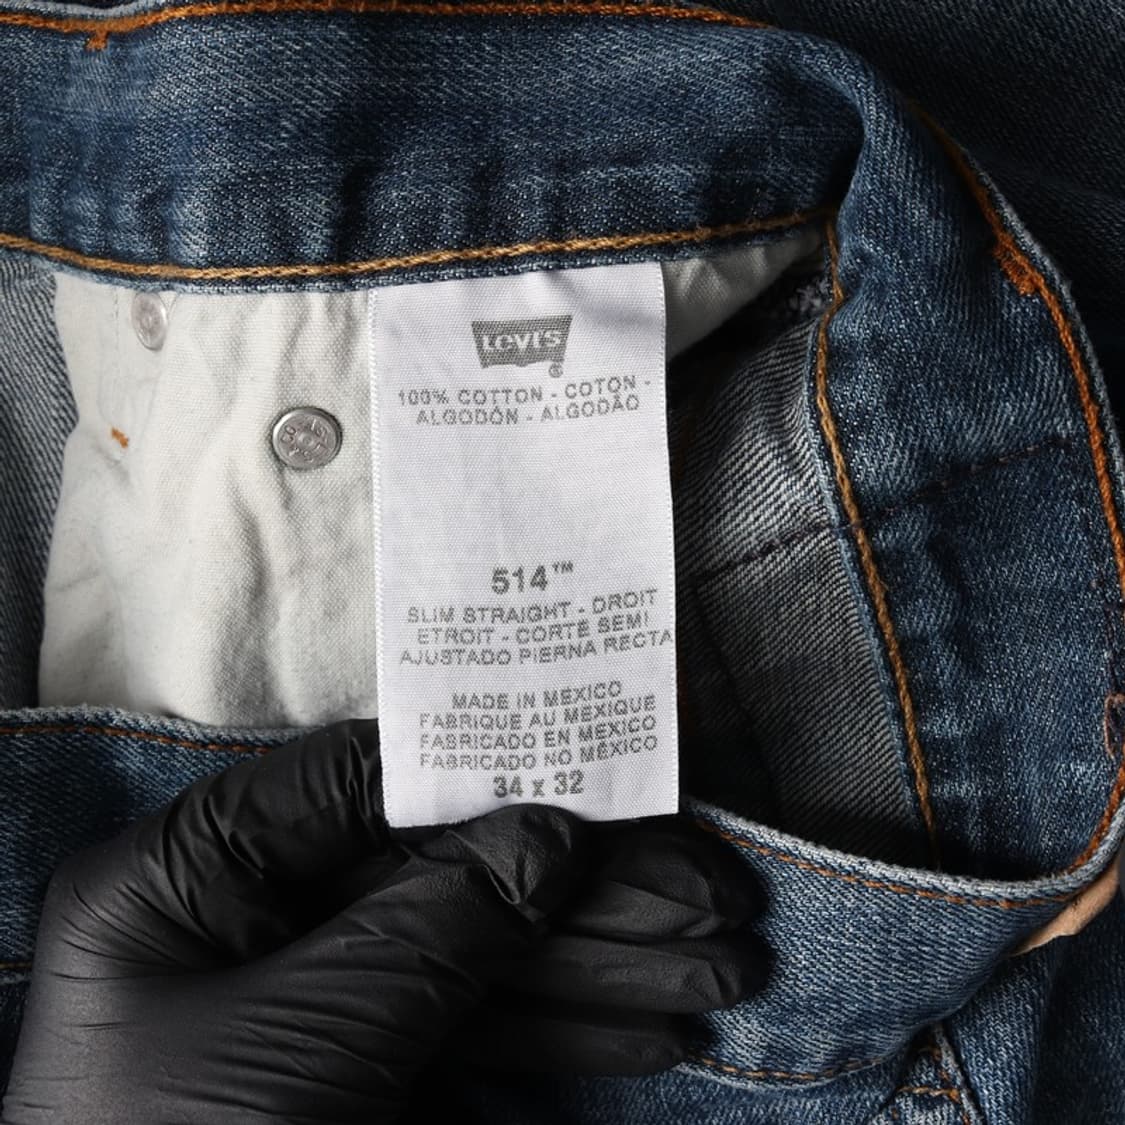 LEVI'S
®
100% COTTON - COTON -
ALGODÓN - ALGODÃO
514™
SLIM STRAIGHT - DROIT
ETROIT - CORTE SEMI
AJUSTADO PIERNA RECTA
MADE IN MEXICO
FABRIQUE AU MEXIQUE
FABRICADO EN MÉXICO
FABRICADO NO MÉXICO
34 x 32